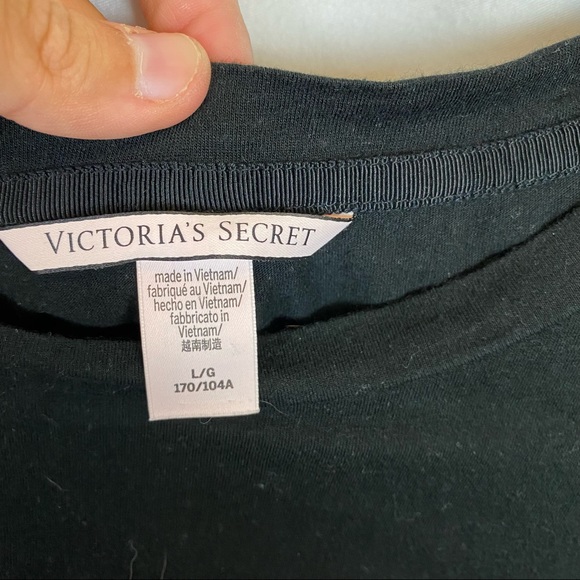 VICTORIA'S SECRET
made in Vietnam/
fabriqué au Vietnam/
hecho en Vietnam/
fabbricato in
Vietnam/
越南制造
L/G
170/104A